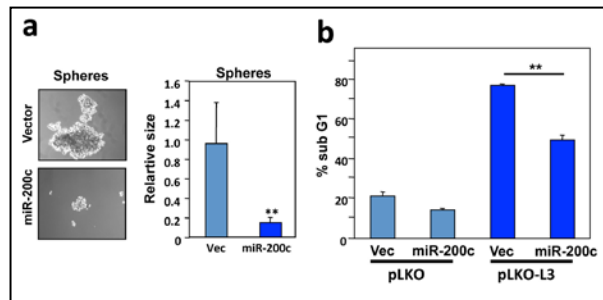 a
Spheres
Vector
miR-200c
Spheres
Relartive size
1.6
1.4
1.2
1.0
0.8
0.6
0.4
0.2
0
**
Vec miR-200c
b
% sub G1
80
60
40
20
0
**
Vec miR-200c Vec miR-200c
pLKO pLKO-L3